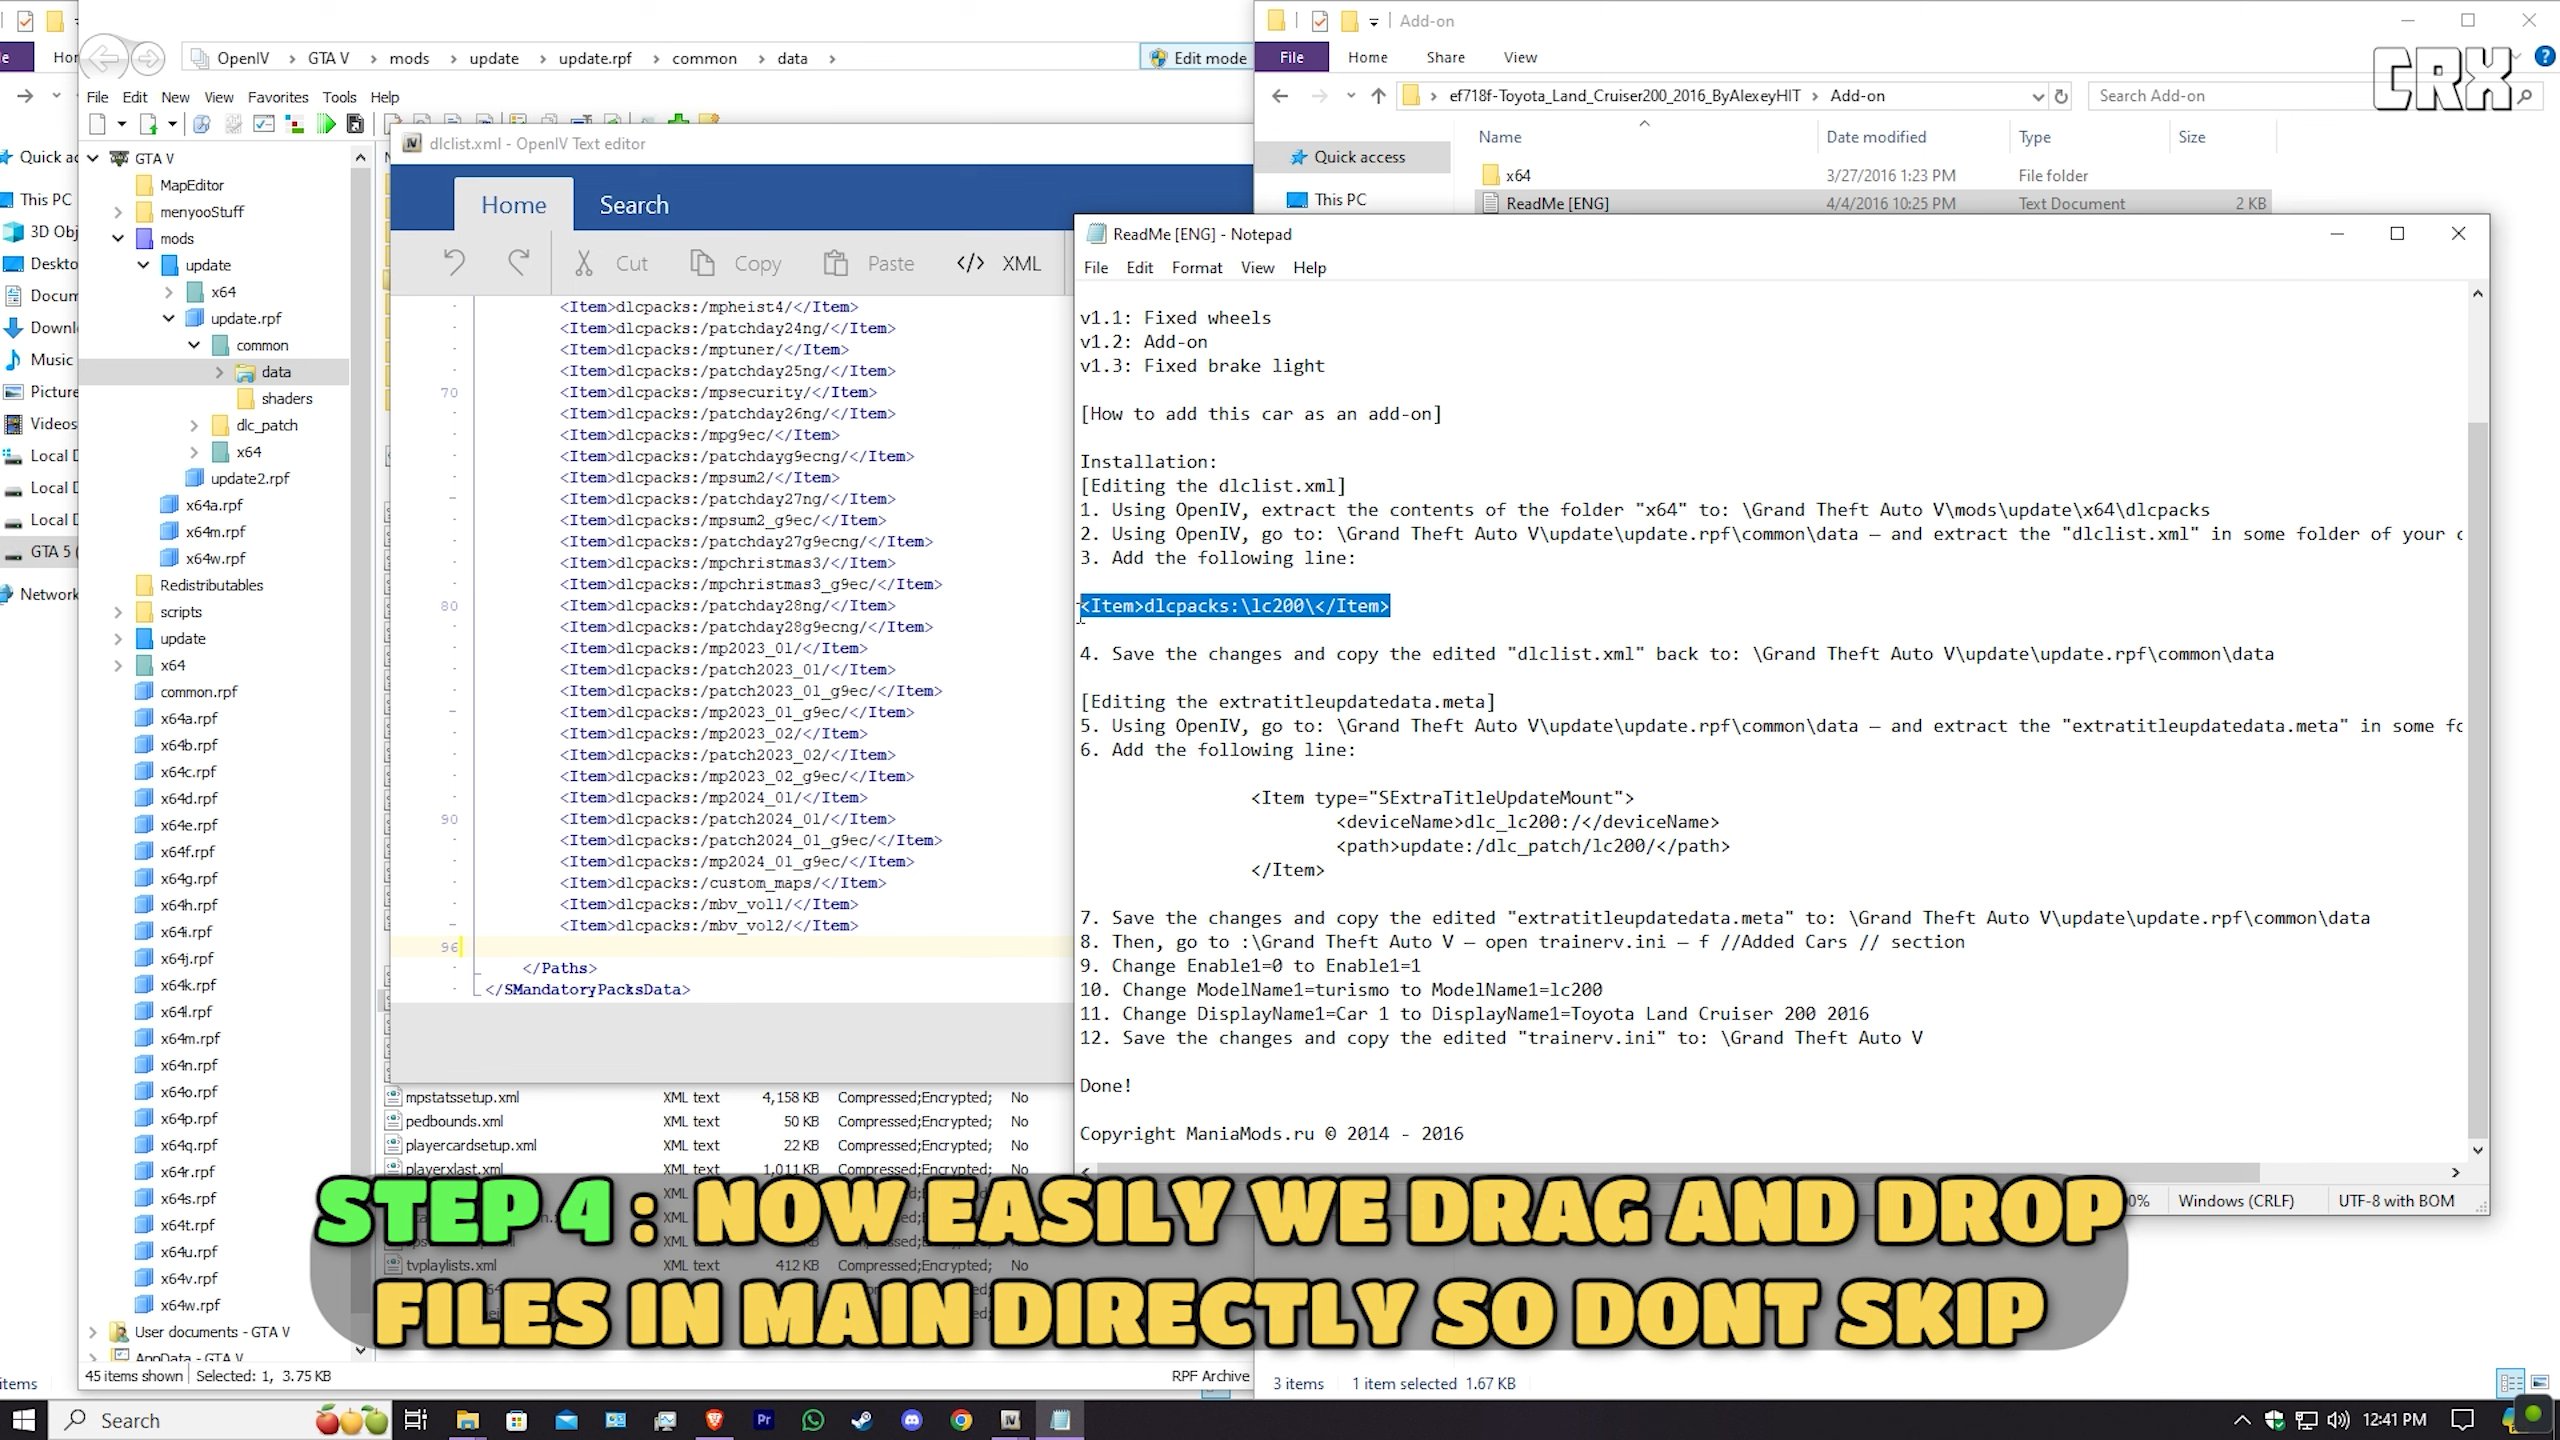 OpenIV > GTA V > mods > update > update.rpf > common > data >
Edit mode
File Edit New View Favorites Tools Help
Quick ac
This PC
3D Obj
Deskto
Docum
Downl
Music
Picture
Videos
Local D
Local D
Local D
GTA 5 (
Network
GTA V
MapEditor
menyooStuff
mods
update
x64
update.rpf
common
data
shaders
dlc_patch
x64
update2.rpf
x64a.rpf
x64m.rpf
x64w.rpf
Redistributables
scripts
update
x64
common.rpf
x64a.rpf
x64b.rpf
x64c.rpf
x64d.rpf
x64e.rpf
x64f.rpf
x64g.rpf
x64h.rpf
x64i.rpf
x64j.rpf
x64k.rpf
x64l.rpf
x64m.rpf
x64n.rpf
x64o.rpf
x64p.rpf
x64q.rpf
x64r.rpf
x64s.rpf
x64t.rpf
x64u.rpf
x64v.rpf
x64w.rpf
User documents - GTA V
AppData - GTA V
45 items shown Selected: 1, 3.75 KB
RPF Archive
dlclist.xml - OpenIV Text editor
Home Search
Cut Copy Paste </> XML
<Item>dlcpacks:/mpheist4/</Item>
<Item>dlcpacks:/patchday24ng/</Item>
<Item>dlcpacks:/mptuner/</Item>
<Item>dlcpacks:/patchday25ng/</Item>
70 <Item>dlcpacks:/mpsecurity/</Item>
<Item>dlcpacks:/patchday26ng/</Item>
<Item>dlcpacks:/mpg9ec/</Item>
<Item>dlcpacks:/patchdayg9ecng/</Item>
<Item>dlcpacks:/mpsum2/</Item>
<Item>dlcpacks:/patchday27ng/</Item>
<Item>dlcpacks:/mpsum2_g9ec/</Item>
<Item>dlcpacks:/patchday27g9ecng/</Item>
<Item>dlcpacks:/mpchristmas3/</Item>
<Item>dlcpacks:/mpchristmas3_g9ec/</Item>
80 <Item>dlcpacks:/patchday28ng/</Item>
<Item>dlcpacks:/patchday28g9ecng/</Item>
<Item>dlcpacks:/mp2023_01/</Item>
<Item>dlcpacks:/patch2023_01/</Item>
<Item>dlcpacks:/patch2023_01_g9ec/</Item>
<Item>dlcpacks:/mp2023_01_g9ec/</Item>
<Item>dlcpacks:/mp2023_02/</Item>
<Item>dlcpacks:/patch2023_02/</Item>
<Item>dlcpacks:/mp2023_02_g9ec/</Item>
<Item>dlcpacks:/mp2024_01/</Item>
90 <Item>dlcpacks:/patch2024_01/</Item>
<Item>dlcpacks:/patch2024_01_g9ec/</Item>
<Item>dlcpacks:/mp2024_01_g9ec/</Item>
<Item>dlcpacks:/custom_maps/</Item>
<Item>dlcpacks:/mbv_vol1/</Item>
<Item>dlcpacks:/mbv_vol2/</Item>
96
</Paths>
</SMandatoryPacksData>
mpstatssetup.xml XML text 4,158 KB Compressed;Encrypted; No
pedbounds.xml XML text 50 KB Compressed;Encrypted; No
playercardsetup.xml XML text 22 KB Compressed;Encrypted; No
playerxlast.xml XML text 1,011 KB Compressed;Encrypted; No
tvplaylists.xml XML text 412 KB Compressed;Encrypted; No
Add-on
File Home Share View
CRX
ef718f-Toyota_Land_Cruiser200_2016_ByAlexeyHIT > Add-on
Search Add-on
Quick access
This PC
Name Date modified Type Size
x64 3/27/2016 1:23 PM File folder
ReadMe [ENG] 4/4/2016 10:25 PM Text Document 2 KB
ReadMe [ENG] - Notepad
File Edit Format View Help
v1.1: Fixed wheels
v1.2: Add-on
v1.3: Fixed brake light
[How to add this car as an add-on]
Installation:
[Editing the dlclist.xml]
1. Using OpenIV, extract the contents of the folder "x64" to: \Grand Theft Auto V\mods\update\x64\dlcpacks
2. Using OpenIV, go to: \Grand Theft Auto V\update\update.rpf\common\data — and extract the "dlclist.xml" in some folder of your c
3. Add the following line:
<Item>dlcpacks:\lc200\</Item>
4. Save the changes and copy the edited "dlclist.xml" back to: \Grand Theft Auto V\update\update.rpf\common\data
[Editing the extratitleupdatedata.meta]
5. Using OpenIV, go to: \Grand Theft Auto V\update\update.rpf\common\data — and extract the "extratitleupdatedata.meta" in some fo
6. Add the following line:
<Item type="SExtraTitleUpdateMount">
<deviceName>dlc_lc200:/</deviceName>
<path>update:/dlc_patch/lc200/</path>
</Item>
7. Save the changes and copy the edited "extratitleupdatedata.meta" to: \Grand Theft Auto V\update\update.rpf\common\data
8. Then, go to :\Grand Theft Auto V — open trainerv.ini — f //Added Cars // section
9. Change Enable1=0 to Enable1=1
10. Change ModelName1=turismo to ModelName1=lc200
11. Change DisplayName1=Car 1 to DisplayName1=Toyota Land Cruiser 200 2016
12. Save the changes and copy the edited "trainerv.ini" to: \Grand Theft Auto V
Done!
Copyright ManiaMods.ru © 2014 - 2016
0% Windows (CRLF) UTF-8 with BOM
STEP 4 : NOW EASILY WE DRAG AND DROP
FILES IN MAIN DIRECTLY SO DONT SKIP
items
3 items 1 item selected 1.67 KB
Search
12:41 PM